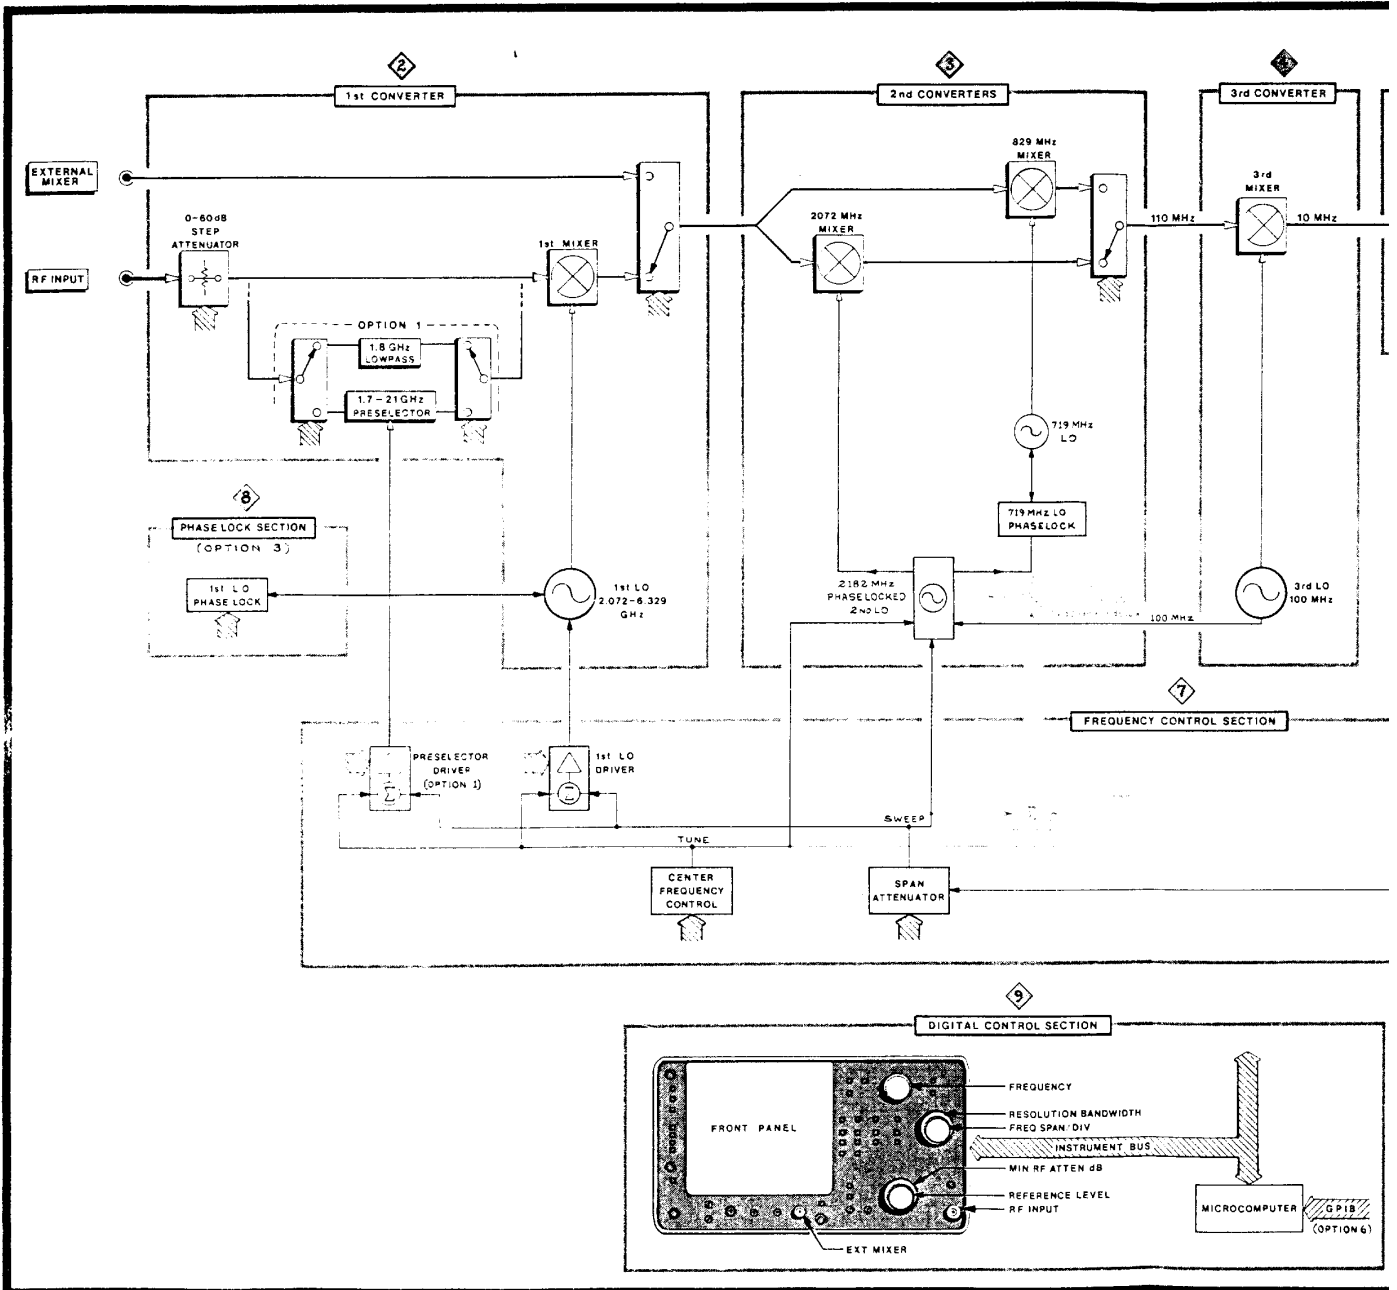 2
1st CONVERTER
3
2nd CONVERTERS
4
3rd CONVERTER
EXTERNAL
MIXER
829 MHz
MIXER
3rd
MIXER
0-60dB
STEP
ATTENUATOR
1st MIXER
2072 MHz
MIXER
110 MHz
10 MHz
RF INPUT
OPTION 1
1.8 GHz
LOWPASS
1.7-21GHz
PRESELECTOR
719 MHz
LO
8
PHASE LOCK SECTION
(OPTION 3)
719 MHz LO
PHASELOCK
1st LO
PHASE LOCK
1st LO
2.072-6.329
GHz
2182 MHz
PHASELOCKED
2nd LO
3rd LO
100 MHz
100 MHz
7
FREQUENCY CONTROL SECTION
PRESELECTOR
DRIVER
(OPTION 1)
Σ
1st LO
DRIVER
Σ
SWEEP
TUNE
CENTER
FREQUENCY
CONTROL
SPAN
ATTENUATOR
9
DIGITAL CONTROL SECTION
FRONT PANEL
FREQUENCY
RESOLUTION BANDWIDTH
FREQ SPAN/DIV
INSTRUMENT BUS
MIN RF ATTEN dB
REFERENCE LEVEL
RF INPUT
EXT MIXER
MICROCOMPUTER
GPIB
(OPTION 6)